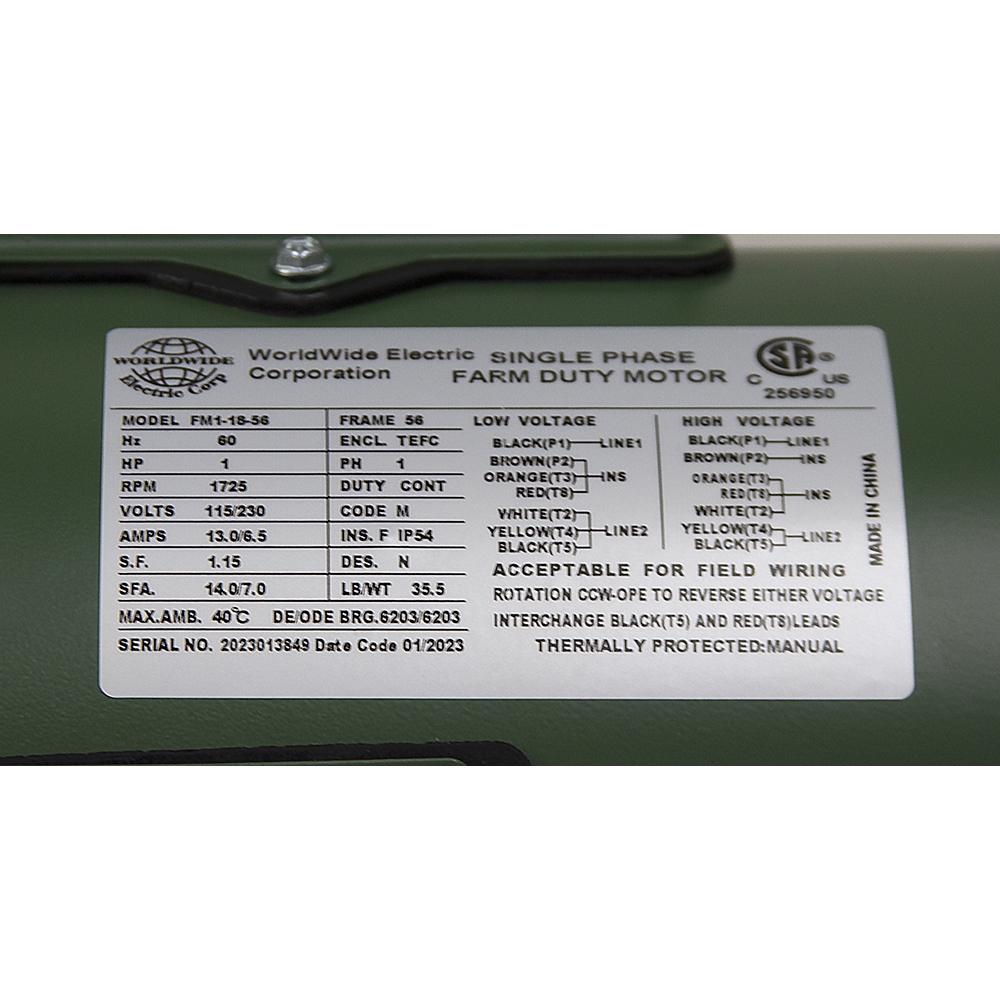 WORLDWIDE
Electric Corp
WorldWide Electric
Corporation
SINGLE PHASE
FARM DUTY MOTOR
SA ®
C US
256950
MODEL FM1-18-56 FRAME 56
Hz 60 ENCL. TEFC
HP 1 PH 1
RPM 1725 DUTY CONT
VOLTS 115/230 CODE M
AMPS 13.0/6.5 INS. F IP54
S.F. 1.15 DES. N
SFA. 14.0/7.0 LB/WT 35.5
MAX.AMB. 40℃ DE/ODE BRG.6203/6203
SERIAL NO. 2023013849 Date Code 01/2023
LOW VOLTAGE
BLACK(P1) LINE1
BROWN(P2)
ORANGE(T3) INS
RED(T8)
WHITE(T2)
YELLOW(T4) LINE2
BLACK(T5)
HIGH VOLTAGE
BLACK(P1) LINE1
BROWN(P2) INS
ORANGE(T3)
RED(T8) INS
WHITE(T2)
YELLOW(T4) LINE2
BLACK(T5)
MADE IN CHINA
ACCEPTABLE FOR FIELD WIRING
ROTATION CCW-OPE TO REVERSE EITHER VOLTAGE
INTERCHANGE BLACK(T5) AND RED(T8)LEADS
THERMALLY PROTECTED:MANUAL